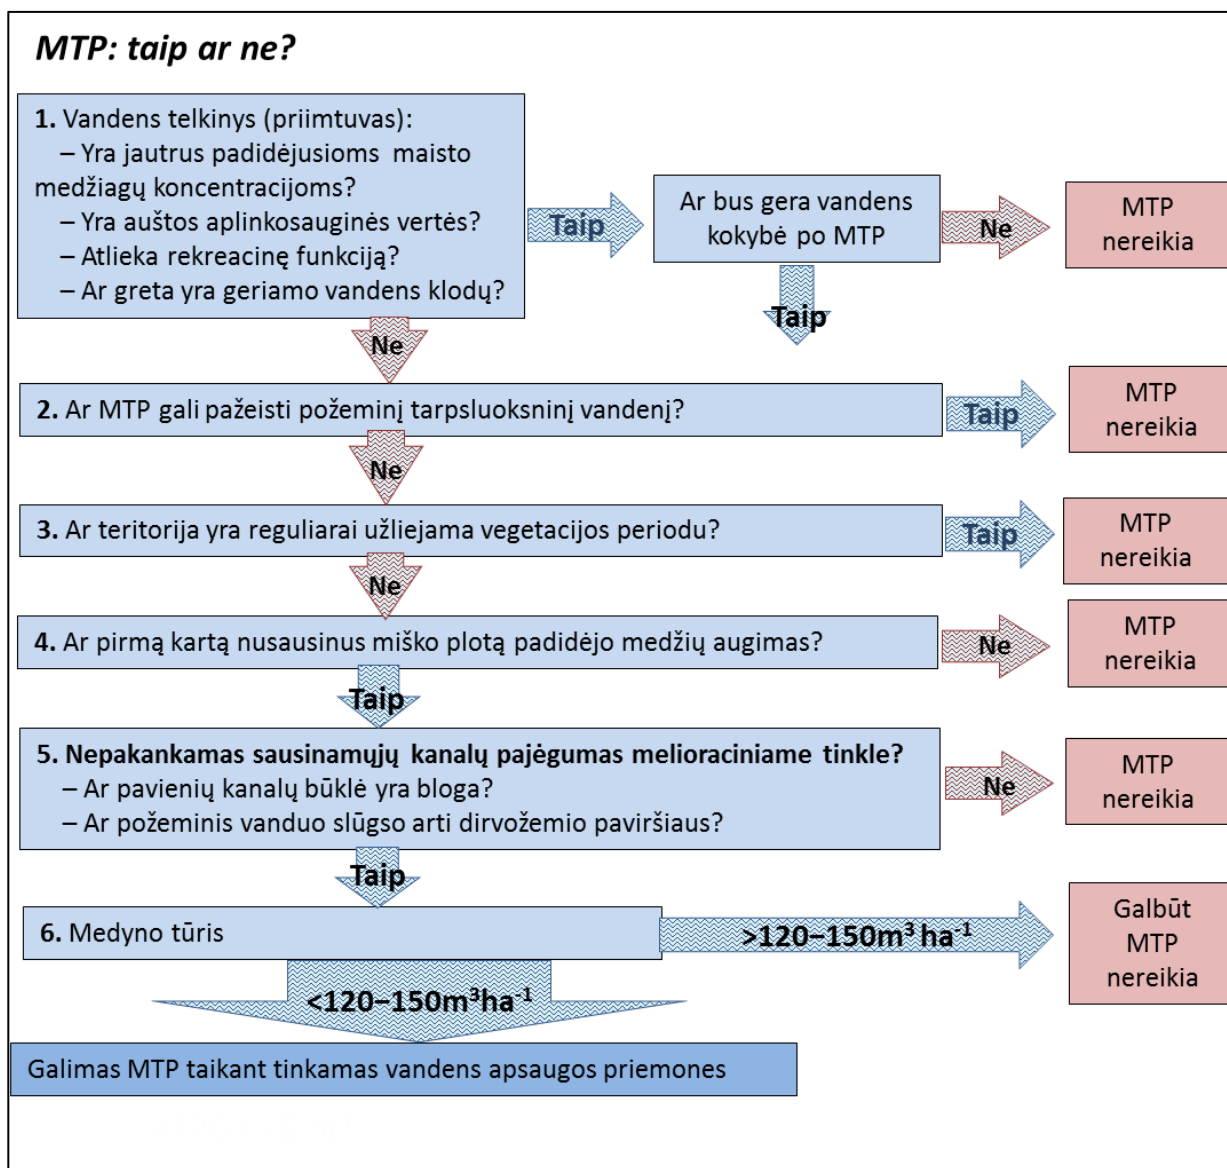 MTP: taip ar ne?
1. Vandens telkinys (priimtuvas):
– Yra jautrus padidėjusioms maisto
medžiagų koncentracijoms?
– Yra auštos aplinkosauginės vertės?
– Atlieka rekreacinę funkciją?
– Ar greta yra geriamo vandens klodų?
Taip
Ar bus gera vandens
kokybė po MTP
Ne
MTP
nereikia
Taip
Ne
2. Ar MTP gali pažeisti požeminį tarpsluoksninį vandenį?
Taip
MTP
nereikia
Ne
3. Ar teritorija yra reguliarai užliejama vegetacijos periodu?
Taip
MTP
nereikia
Ne
4. Ar pirmą kartą nusausinus miško plotą padidėjo medžių augimas?
Ne
MTP
nereikia
Taip
5. Nepakankamas sausinamųjų kanalų pajėgumas melioraciniame tinkle?
– Ar pavienių kanalų būklė yra bloga?
– Ar požeminis vanduo slūgso arti dirvožemio paviršiaus?
Ne
MTP
nereikia
Taip
6. Medyno tūris
>120–150m³ ha⁻¹
Galbūt
MTP
nereikia
<120–150m³ha⁻¹
Galimas MTP taikant tinkamas vandens apsaugos priemones